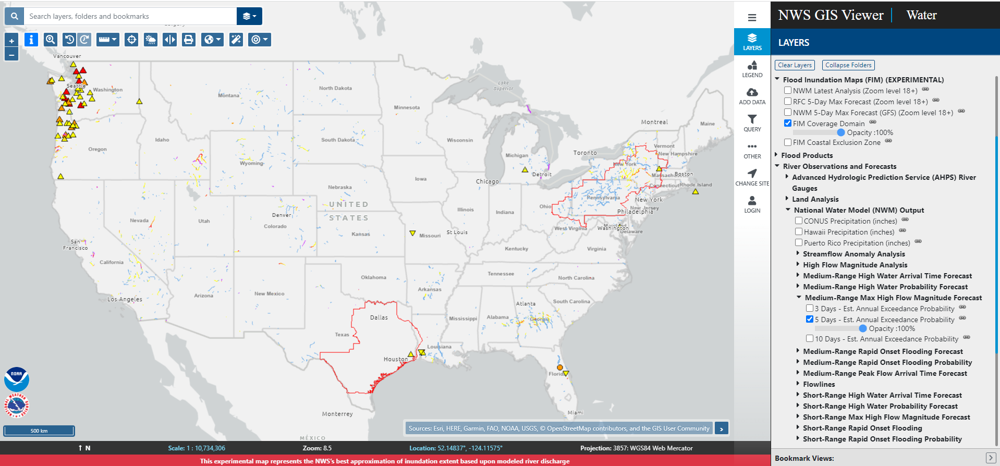 Search layers, folders and bookmarks
NWS GIS Viewer
Water
LAYERS
Clear Layers
Collapse Folders
Flood Inundation Maps (FIM) (EXPERIMENTAL)
NWM Latest Analysis (Zoom level 18+)
RFC 5-Day Max Forecast (Zoom level 18+)
NWM 5-Day Max Forecast (GFS) (Zoom level 18+)
FIM Coverage Domain
Opacity :100%
FIM Coastal Exclusion Zone
Flood Products
River Observations and Forecasts
Advanced Hydrologic Prediction Service (AHPS) River
Gauges
Land Analysis
National Water Model (NWM) Output
CONUS Precipitation (inches)
Hawaii Precipitation (inches)
Puerto Rico Precipitation (inches)
Streamflow Anomaly Analysis
High Flow Magnitude Analysis
Medium-Range High Water Arrival Time Forecast
Medium-Range High Water Probability Forecast
Medium-Range Max High Flow Magnitude Forecast
3 Days - Est. Annual Exceedance Probability
5 Days - Est. Annual Exceedance Probability
Opacity :100%
10 Days - Est. Annual Exceedance Probability
Medium-Range Rapid Onset Flooding Forecast
Medium-Range Rapid Onset Flooding Probability
Medium-Range Peak Flow Arrival Time Forecast
Flowlines
Short-Range High Water Arrival Time Forecast
Short-Range High Water Probability Forecast
Short-Range Max High Flow Magnitude Forecast
Short-Range Rapid Onset Flooding
Short-Range Rapid Onset Flooding Probability
Bookmark Views:
LAYERS
LEGEND
ADD DATA
QUERY
OTHER
CHANGE SITE
LOGIN
Vancouver
Seattle
Washington
Montana
North Dakota
Minnesota
Lake
Superior
Montreal
Maine
Oregon
Idaho
South Dakota
Wisconsin
Wyoming
Michigan
Toronto
Vermont
New Hampshire
New York
Detroit
Boston
Massachusetts
Connecticut
Rhode Island
Iowa
Chicago
Nebraska
UNITED
STATES
Pennsylvania
New York
Ohio
New Jersey
Philadelphia
Illinois
Indiana
Denver
Nevada
Utah
Colorado
Kansas
Missouri
St Louis
West Virginia
Washington
Maryland
Delaware
San
Francisco
California
Kentucky
Virginia
Oklahoma
Tennessee
North Carolina
Los Angeles
Arizona
New Mexico
Arkansas
Atlanta
South Carolina
Dallas
Mississippi
Alabama
Georgia
Texas
Louisiana
Houston
Florida
Miami
Monterrey
MÉXICO
NOAA
NATIONAL WEATHER SERVICE
500 km
Sources: Esri, HERE, Garmin, FAO, NOAA, USGS, © OpenStreetMap contributors, and the GIS User Community
N
Scale: 1 : 10,734,306
Zoom: 8.5
Location: 52.14837°, -124.11575°
Projection: 3857: WGS84 Web Mercator
This experimental map represents the NWS's best approximation of inundation extent based upon modeled river discharge